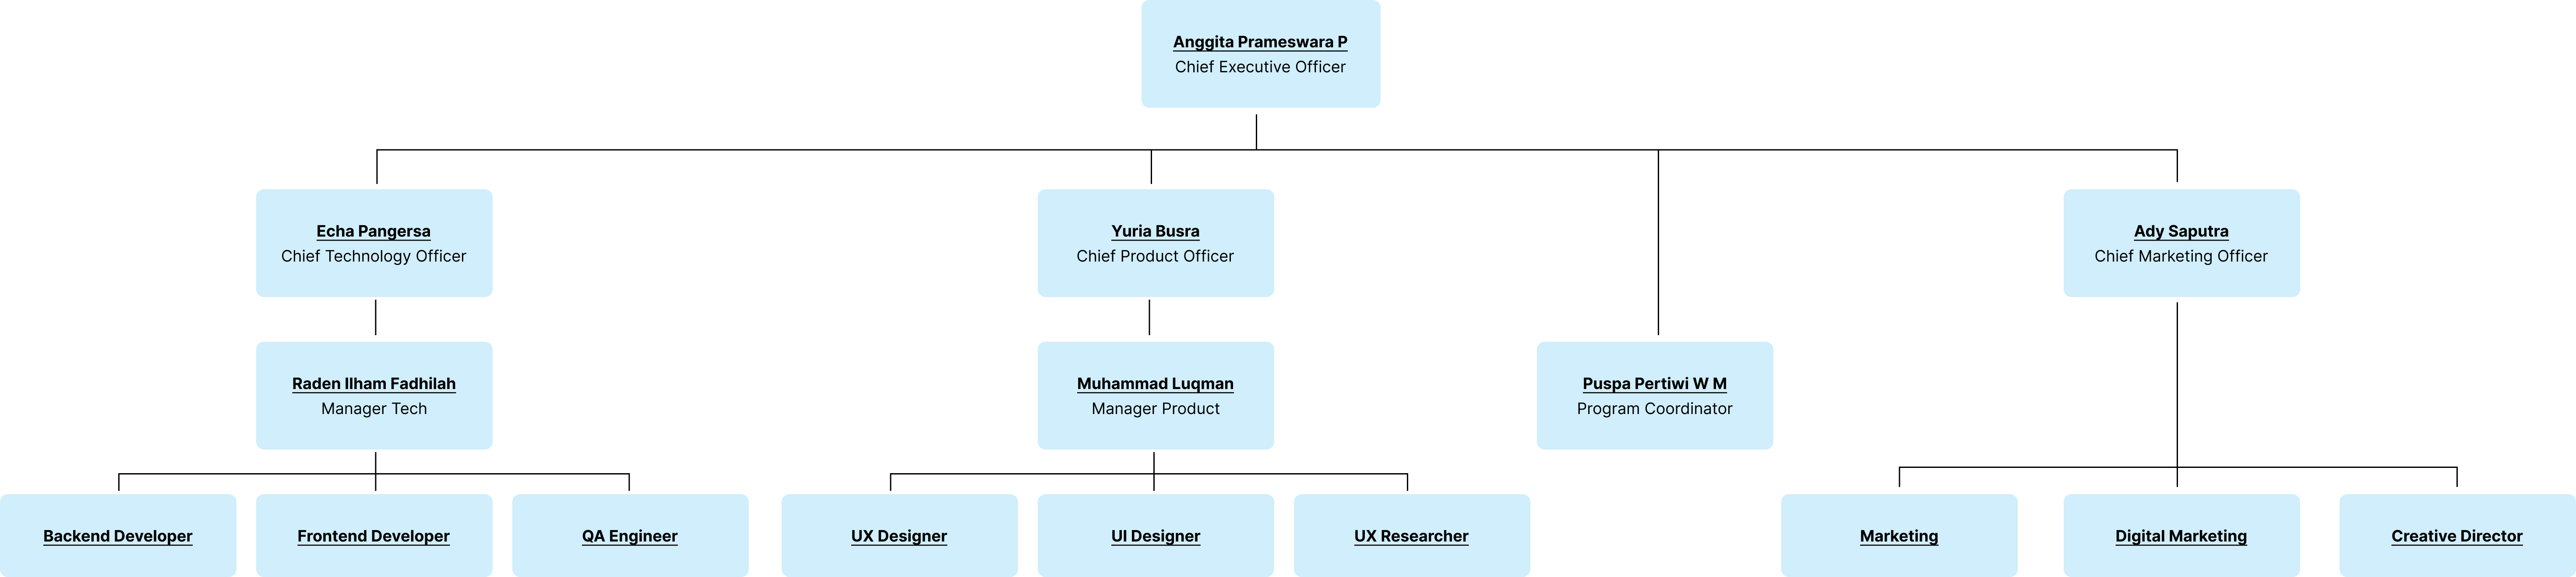 Anggita Prameswara P
Chief Executive Officer
Echa Pangersa
Chief Technology Officer
Yuria Busra
Chief Product Officer
Ady Saputra
Chief Marketing Officer
Raden Ilham Fadhilah
Manager Tech
Muhammad Luqman
Manager Product
Puspa Pertiwi W M
Program Coordinator
Backend Developer
Frontend Developer
QA Engineer
UX Designer
UI Designer
UX Researcher
Marketing
Digital Marketing
Creative Director